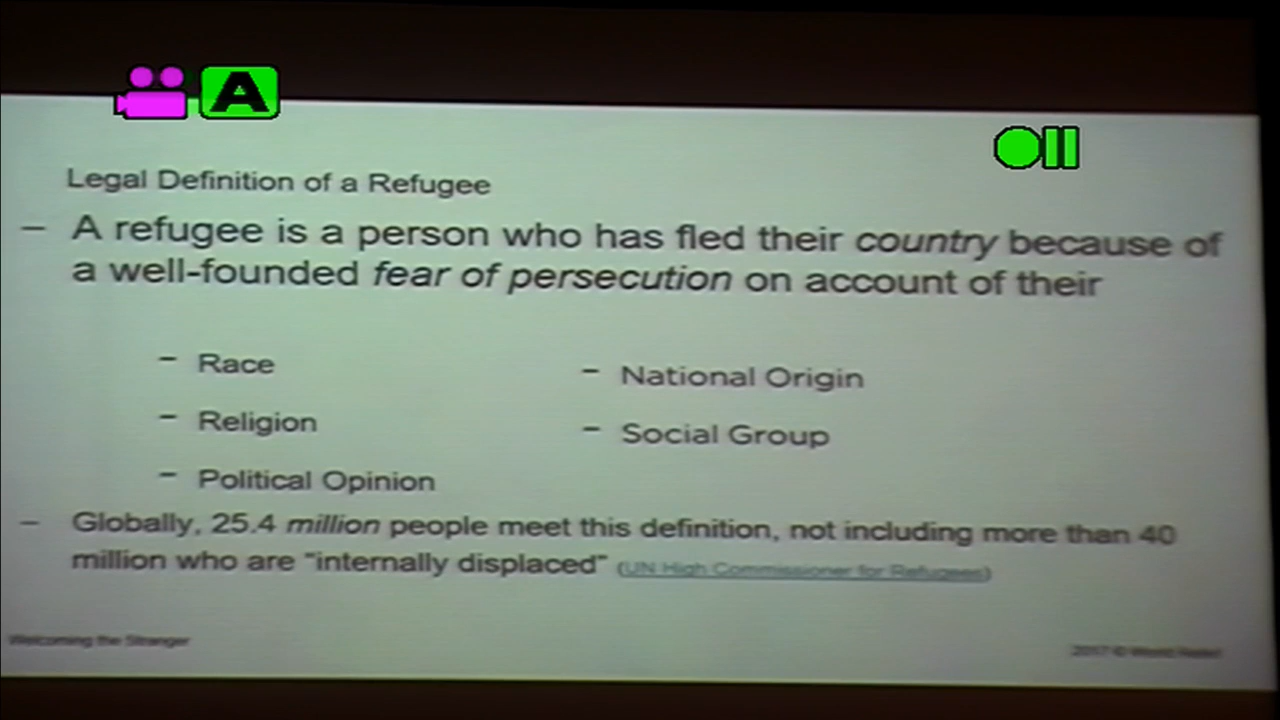 A
Legal Definition of a Refugee
– A refugee is a person who has fled their country because of
a well-founded fear of persecution on account of their
– Race
– National Origin
– Religion
– Social Group
– Political Opinion
– Globally, 25.4 million people meet this definition, not including more than 40
million who are "internally displaced" (UN High Commissioner for Refugees)
Welcoming the Stranger
2017 © World Relief